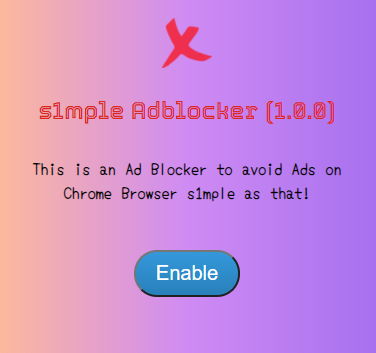 s1mple Adblocker (1.0.0)
This is an Ad Blocker to avoid Ads on
Chrome Browser s1mple as that!
Enable